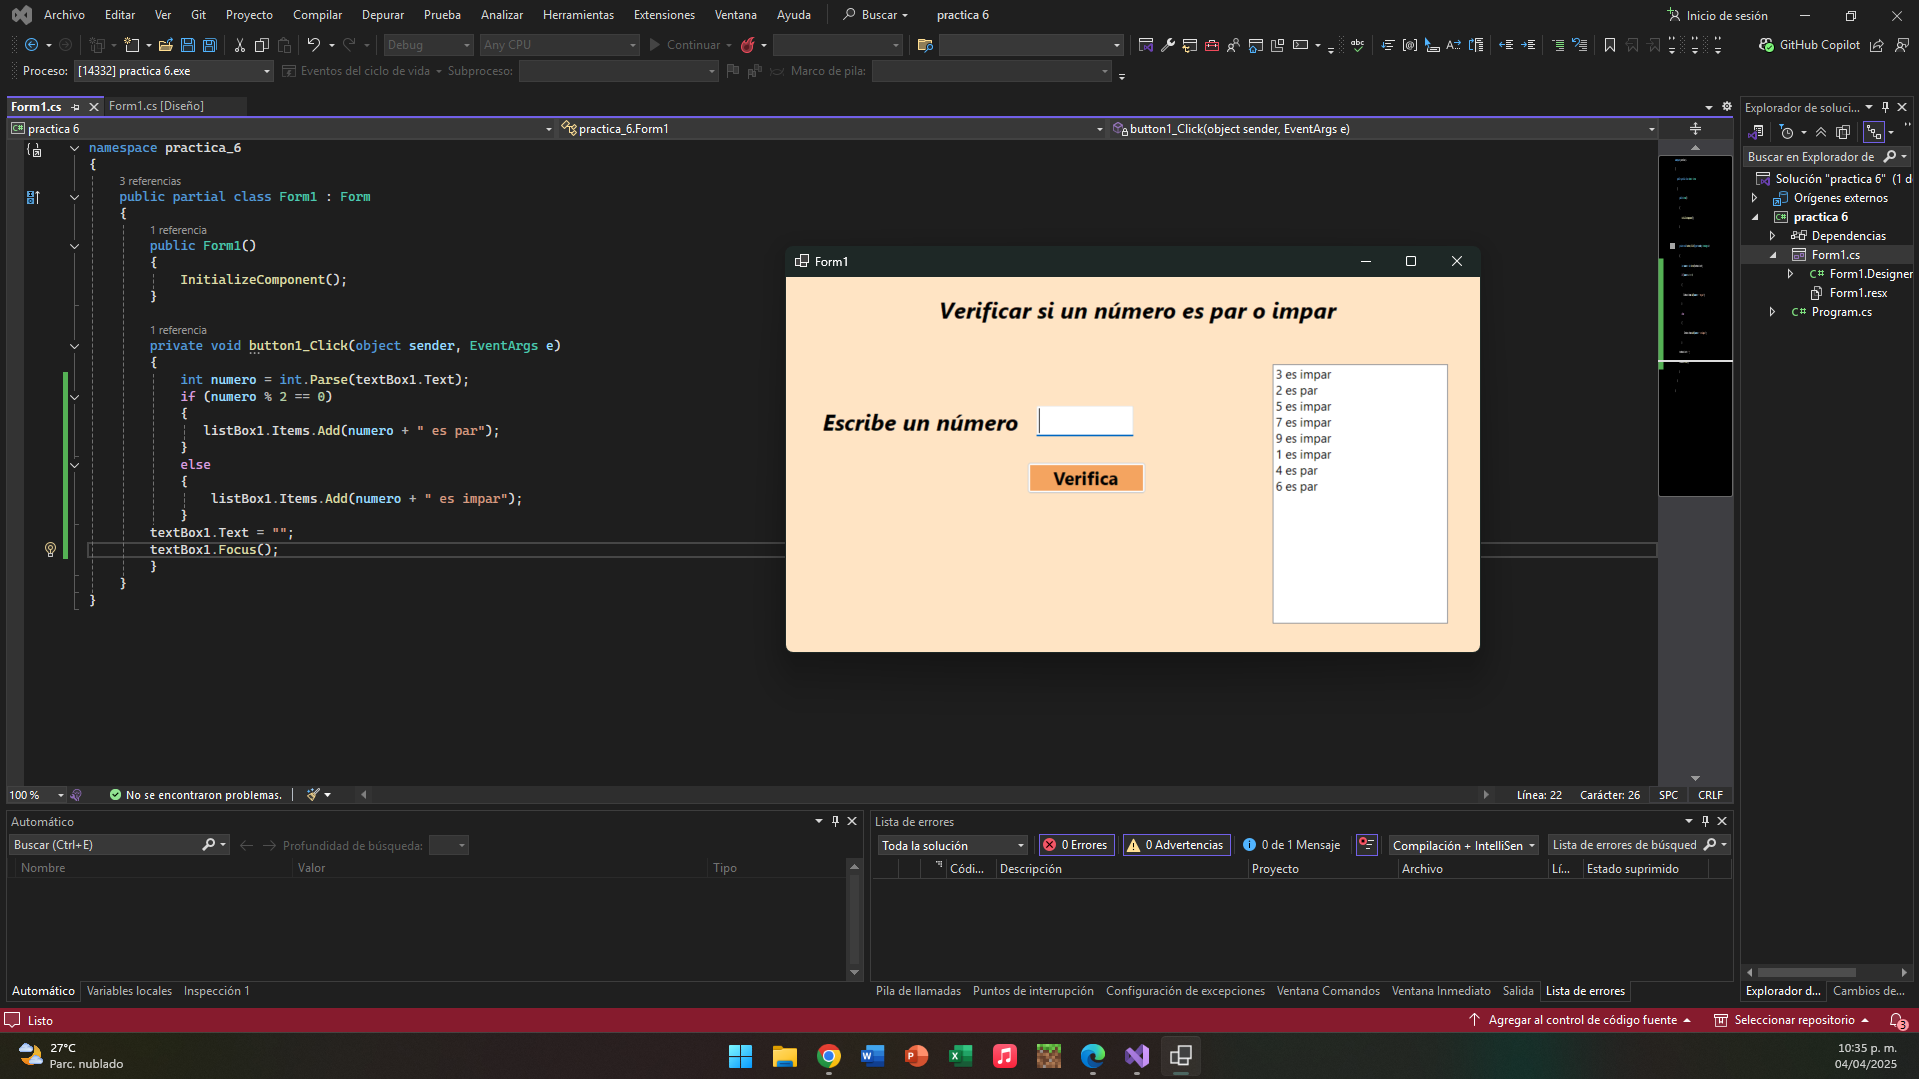 Archivo Editar Ver Git Proyecto Compilar Depurar Prueba Analizar Herramientas Extensiones Ventana Ayuda Buscar practica 6 Inicio de sesión
Debug Any CPU Continuar GitHub Copilot
Proceso: [14332] practica 6.exe Eventos del ciclo de vida Subproceso: Marco de pila:
Form1.cs Form1.cs [Diseño]
practica 6 practica_6.Form1 button1_Click(object sender, EventArgs e)
namespace practica_6
{
3 referencias
public partial class Form1 : Form
{
1 referencia
public Form1()
{
InitializeComponent();
}
1 referencia
private void button1_Click(object sender, EventArgs e)
{
int numero = int.Parse(textBox1.Text);
if (numero % 2 == 0)
{
listBox1.Items.Add(numero + " es par");
}
else
{
listBox1.Items.Add(numero + " es impar");
}
textBox1.Text = "";
textBox1.Focus();
}
}
}
Form1
Verificar si un número es par o impar
Escribe un número
Verifica
3 es impar
2 es par
5 es impar
7 es impar
9 es impar
1 es impar
4 es par
6 es par
Explorador de soluci...
Buscar en Explorador de
Solución "practica 6" (1 d
Orígenes externos
practica 6
Dependencias
Form1.cs
C# Form1.Designer
Form1.resx
C# Program.cs
100 % No se encontraron problemas. Línea: 22 Carácter: 26 SPC CRLF
Automático
Buscar (Ctrl+E) Profundidad de búsqueda:
Nombre Valor Tipo
Automático Variables locales Inspección 1
Lista de errores
Toda la solución 0 Errores 0 Advertencias 0 de 1 Mensaje Compilación + IntelliSen Lista de errores de búsqued
Códi... Descripción Proyecto Archivo Lí... Estado suprimido
Pila de llamadas Puntos de interrupción Configuración de excepciones Ventana Comandos Ventana Inmediato Salida Lista de errores
Explorador d... Cambios de...
Listo Agregar al control de código fuente Seleccionar repositorio 3
27°C
Parc. nublado
10:35 p. m.
04/04/2025